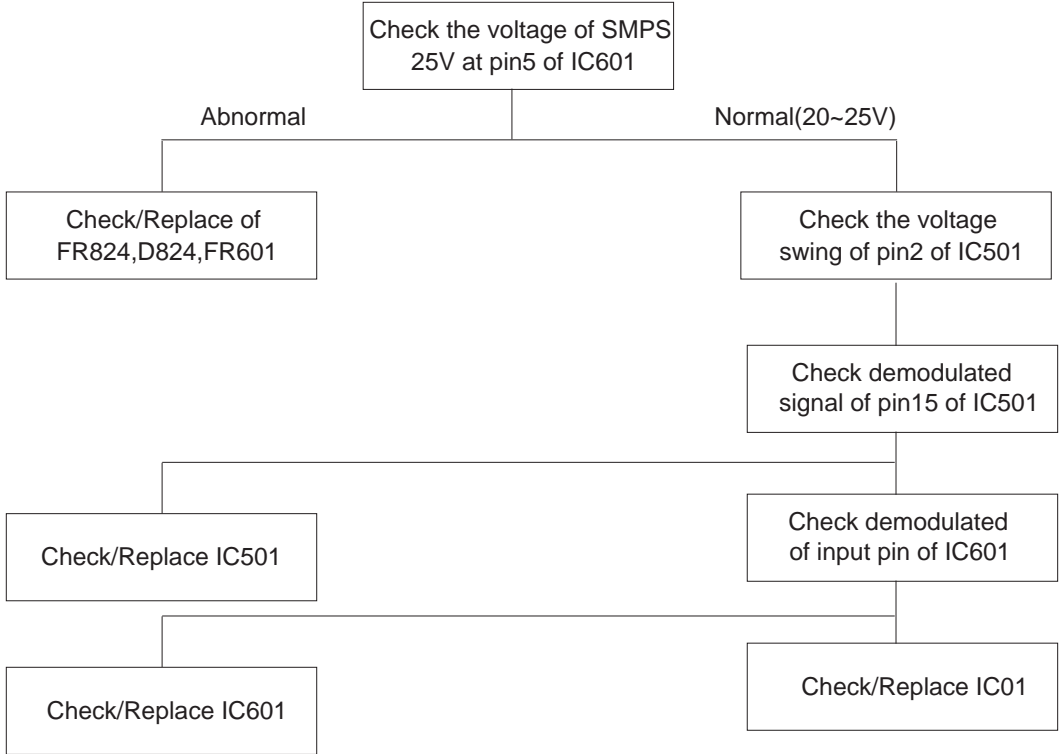 Check the voltage of SMPS
25V at pin5 of IC601
Abnormal
Normal(20~25V)
Check/Replace of
FR824,D824,FR601
Check the voltage
swing of pin2 of IC501
Check demodulated
signal of pin15 of IC501
Check/Replace IC501
Check demodulated
of input pin of IC601
Check/Replace IC601
Check/Replace IC01